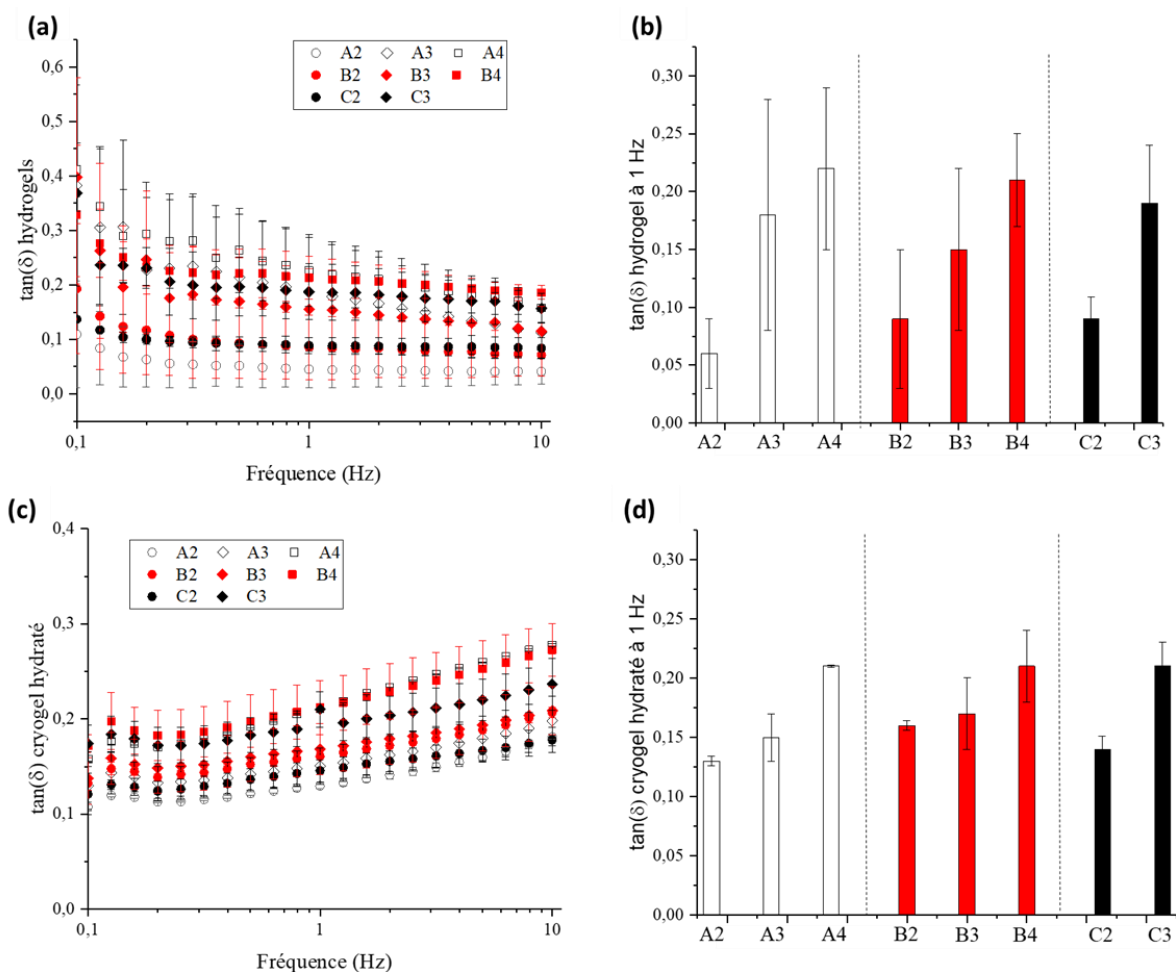 (a)
A2 A3 A4
B2 B3 B4
C2 C3
0,6
0,5
0,4
0,3
0,2
0,1
0,0
tan(δ) hydrogels
0,1 1 10
Fréquence (Hz)
(b)
0,30
0,25
0,20
0,15
0,10
0,05
0,00
tan(δ) hydrogel à 1 Hz
A2 A3 A4 B2 B3 B4 C2 C3
(c)
A2 A3 A4
B2 B3 B4
C2 C3
0,4
0,3
0,2
0,1
0,0
tan(δ) cryogel hydraté
0,1 1 10
Fréquence (Hz)
(d)
0,30
0,25
0,20
0,15
0,10
0,05
0,00
tan(δ) cryogel hydraté à 1 Hz
A2 A3 A4 B2 B3 B4 C2 C3